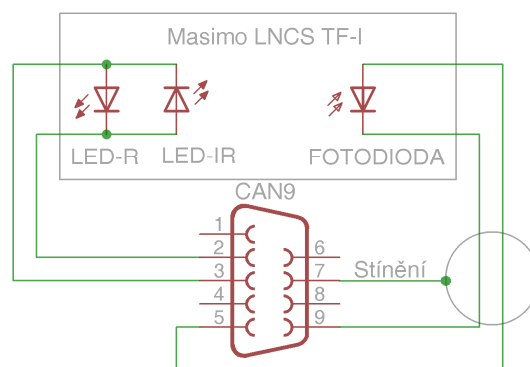 Masimo LNCS TF-I
LED-R
LED-IR
FOTODIODA
CAN9
1
2
3
4
5
6
7
8
9
Stínění